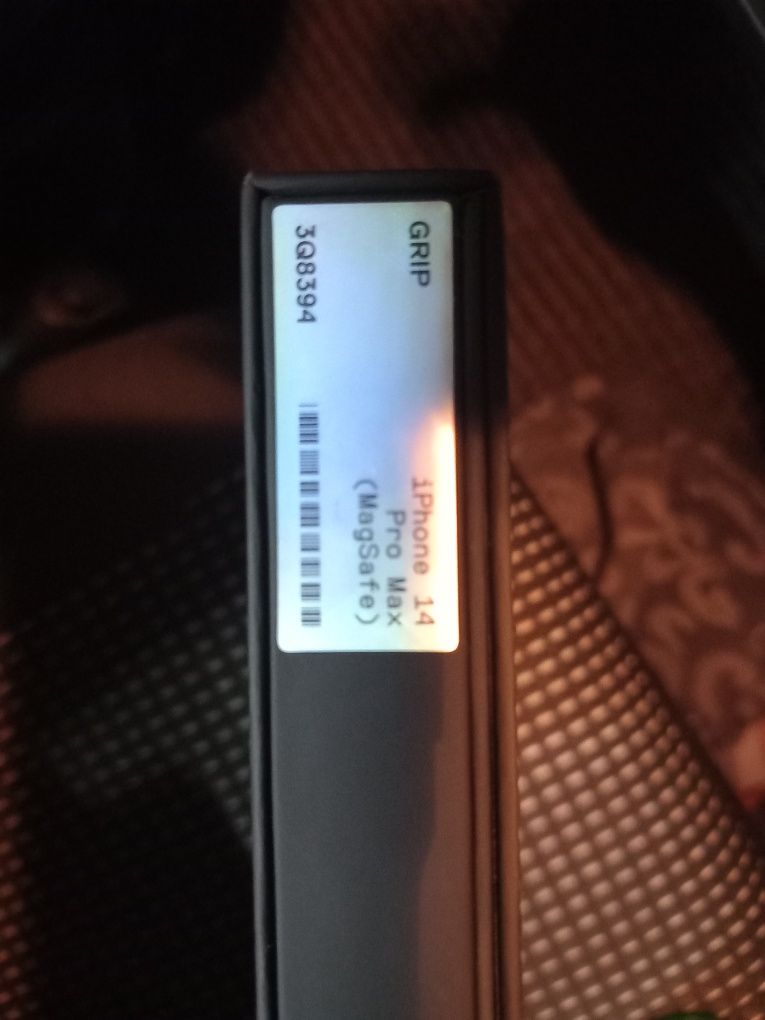 GRIP
iPhone 14
Pro Max
(MagSafe)
3Q8394